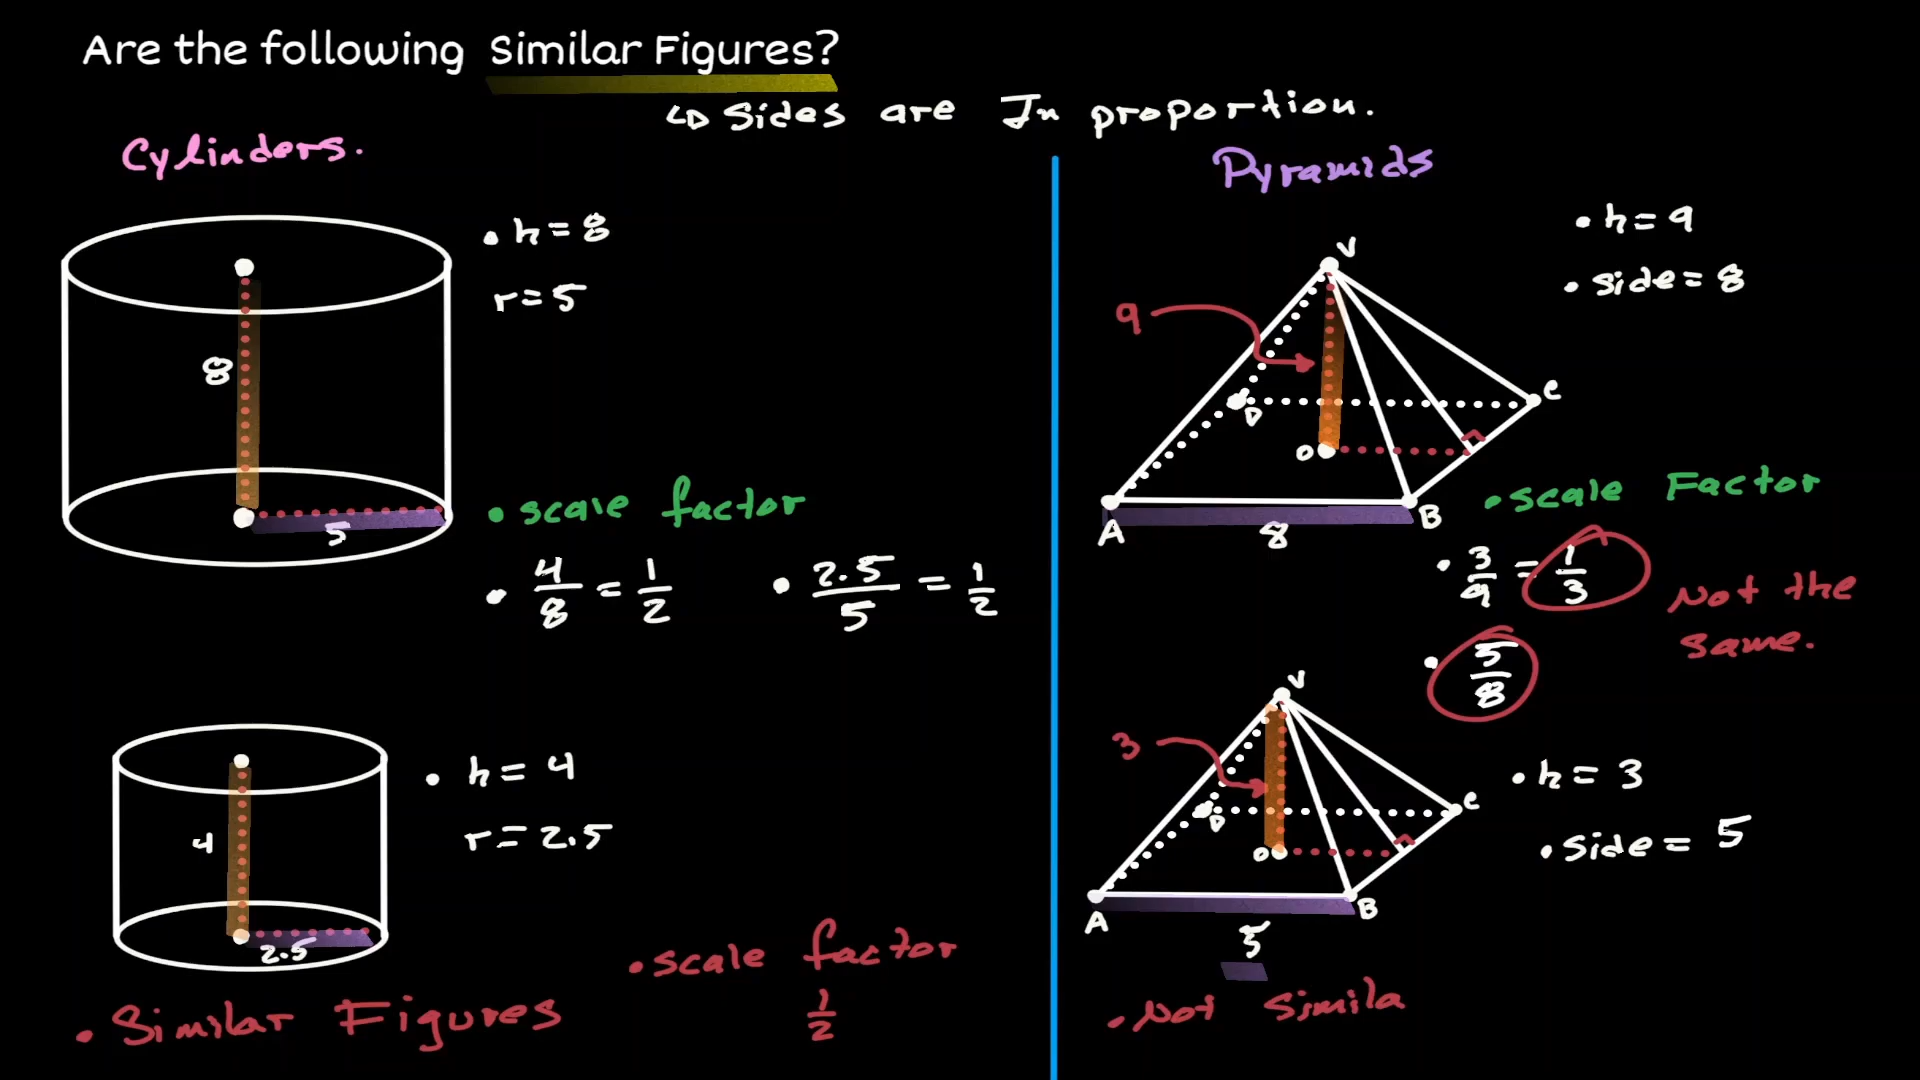 Are the following Similar Figures?
↳ Sides are In proportion.
Cylinders.
• h = 8
r = 5
8
5
• scale factor
• 4/8 = 1/2 • 2.5/5 = 1/2
• h = 4
r = 2.5
4
2.5
• scale factor
1/2
• Similar Figures
Pyramids
• h = 9
• side = 8
V
9
C
D
O
A
B
8
• scale Factor
• 3/9 = 1/3
Not the
same.
• 5/8
V
3
• h = 3
C
D
• side = 5
O
A
B
5
• Not Simila